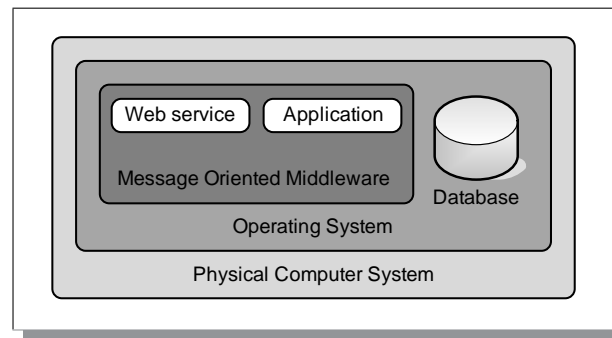 Web service
Application
Message Oriented Middleware
Database
Operating System
Physical Computer System